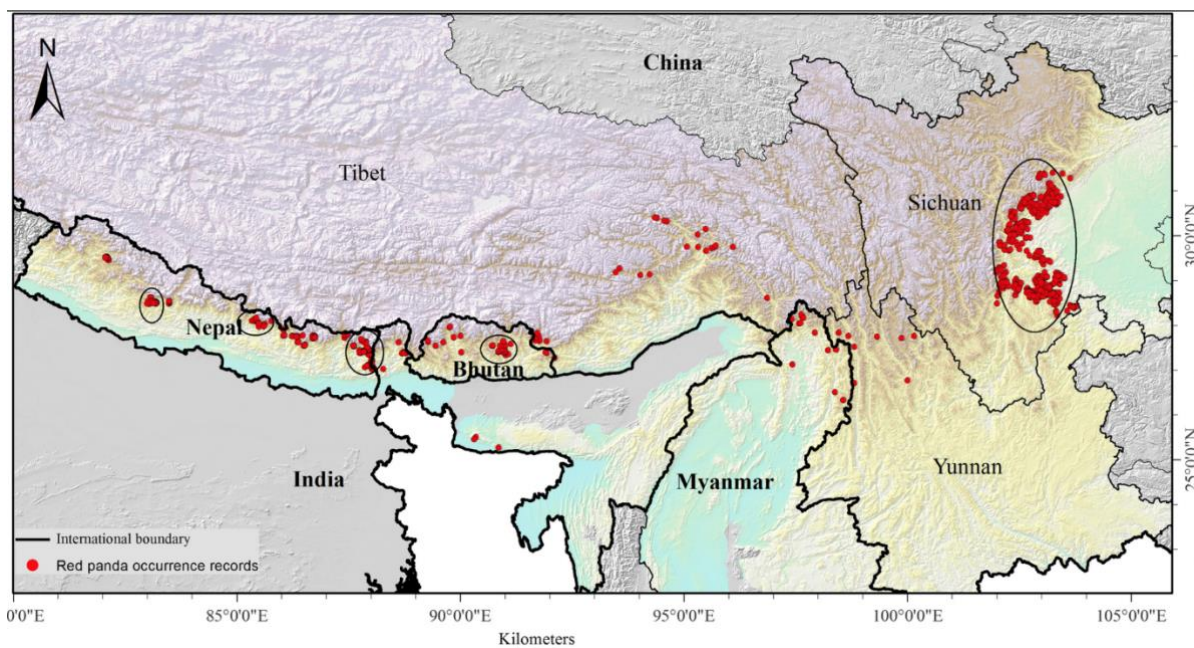 N
China
Tibet
Sichuan
30°0'0"N
Nepal
Bhutan
25°0'0"N
India
Myanmar
Yunnan
International boundary
Red panda occurrence records
0'0"E 85°0'0"E 90°0'0"E 95°0'0"E 100°0'0"E 105°0'0"E
Kilometers